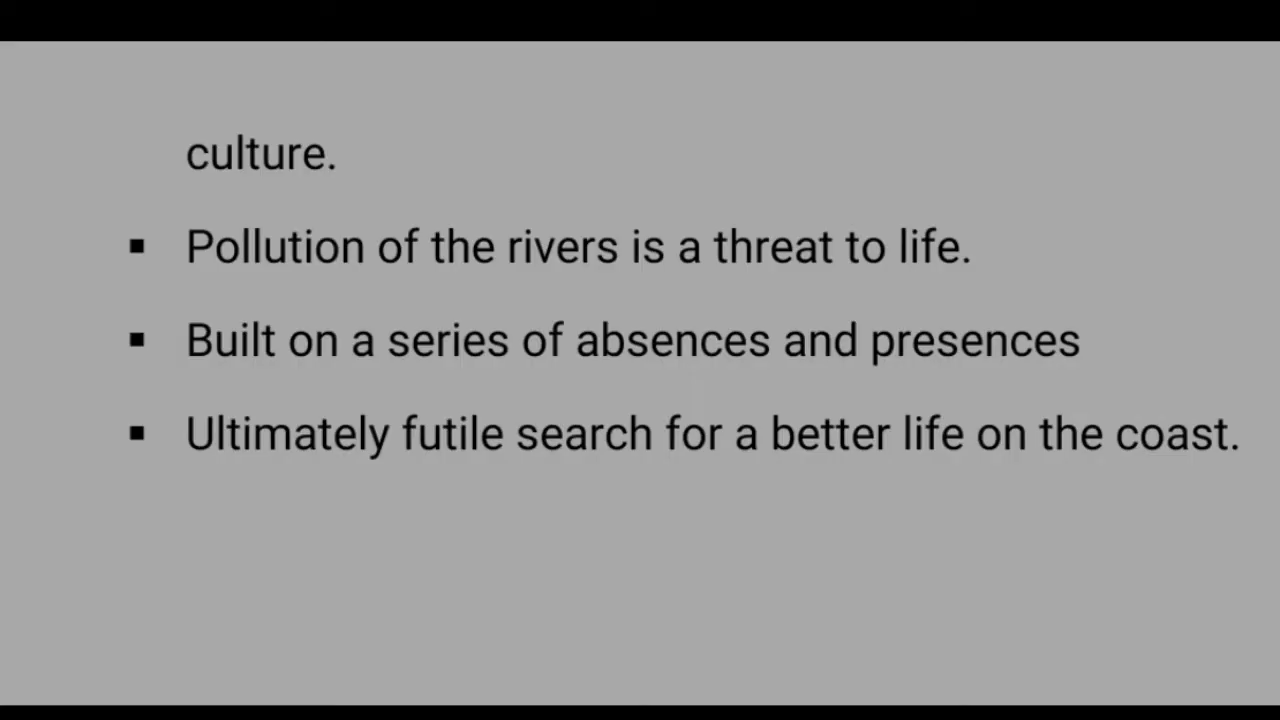 culture.
▪ Pollution of the rivers is a threat to life.
▪ Built on a series of absences and presences
▪ Ultimately futile search for a better life on the coast.